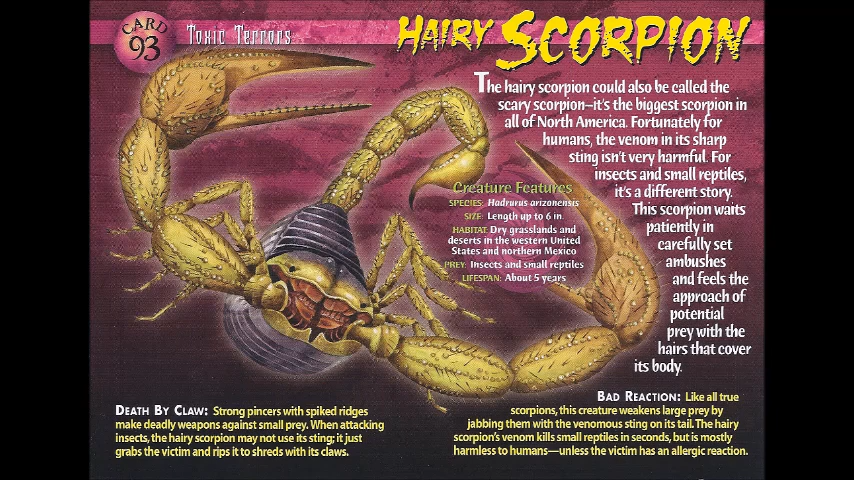 CARD
93
Toxic Terrors
HAIRY SCORPION
The hairy scorpion could also be called the
scary scorpion—it's the biggest scorpion in
all of North America. Fortunately for
humans, the venom in its sharp
sting isn't very harmful. For
insects and small reptiles,
it's a different story.
This scorpion waits
patiently in
carefully set
ambushes
and feels the
approach of
potential
prey with the
hairs that cover
its body.
Creature Features
SPECIES: Hadrurus arizonensis
SIZE: Length up to 6 in.
HABITAT: Dry grasslands and
deserts in the western United
States and northern Mexico
PREY: Insects and small reptiles
LIFESPAN: About 5 years
DEATH BY CLAW: Strong pincers with spiked ridges
make deadly weapons against small prey. When attacking
insects, the hairy scorpion may not use its sting; it just
grabs the victim and rips it to shreds with its claws.
BAD REACTION: Like all true
scorpions, this creature weakens large prey by
jabbing them with the venomous sting on its tail. The hairy
scorpion's venom kills small reptiles in seconds, but is mostly
harmless to humans—unless the victim has an allergic reaction.